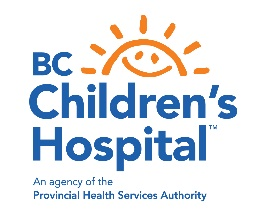 BC
Children's
Hospital™
An agency of the
Provincial Health Services Authority